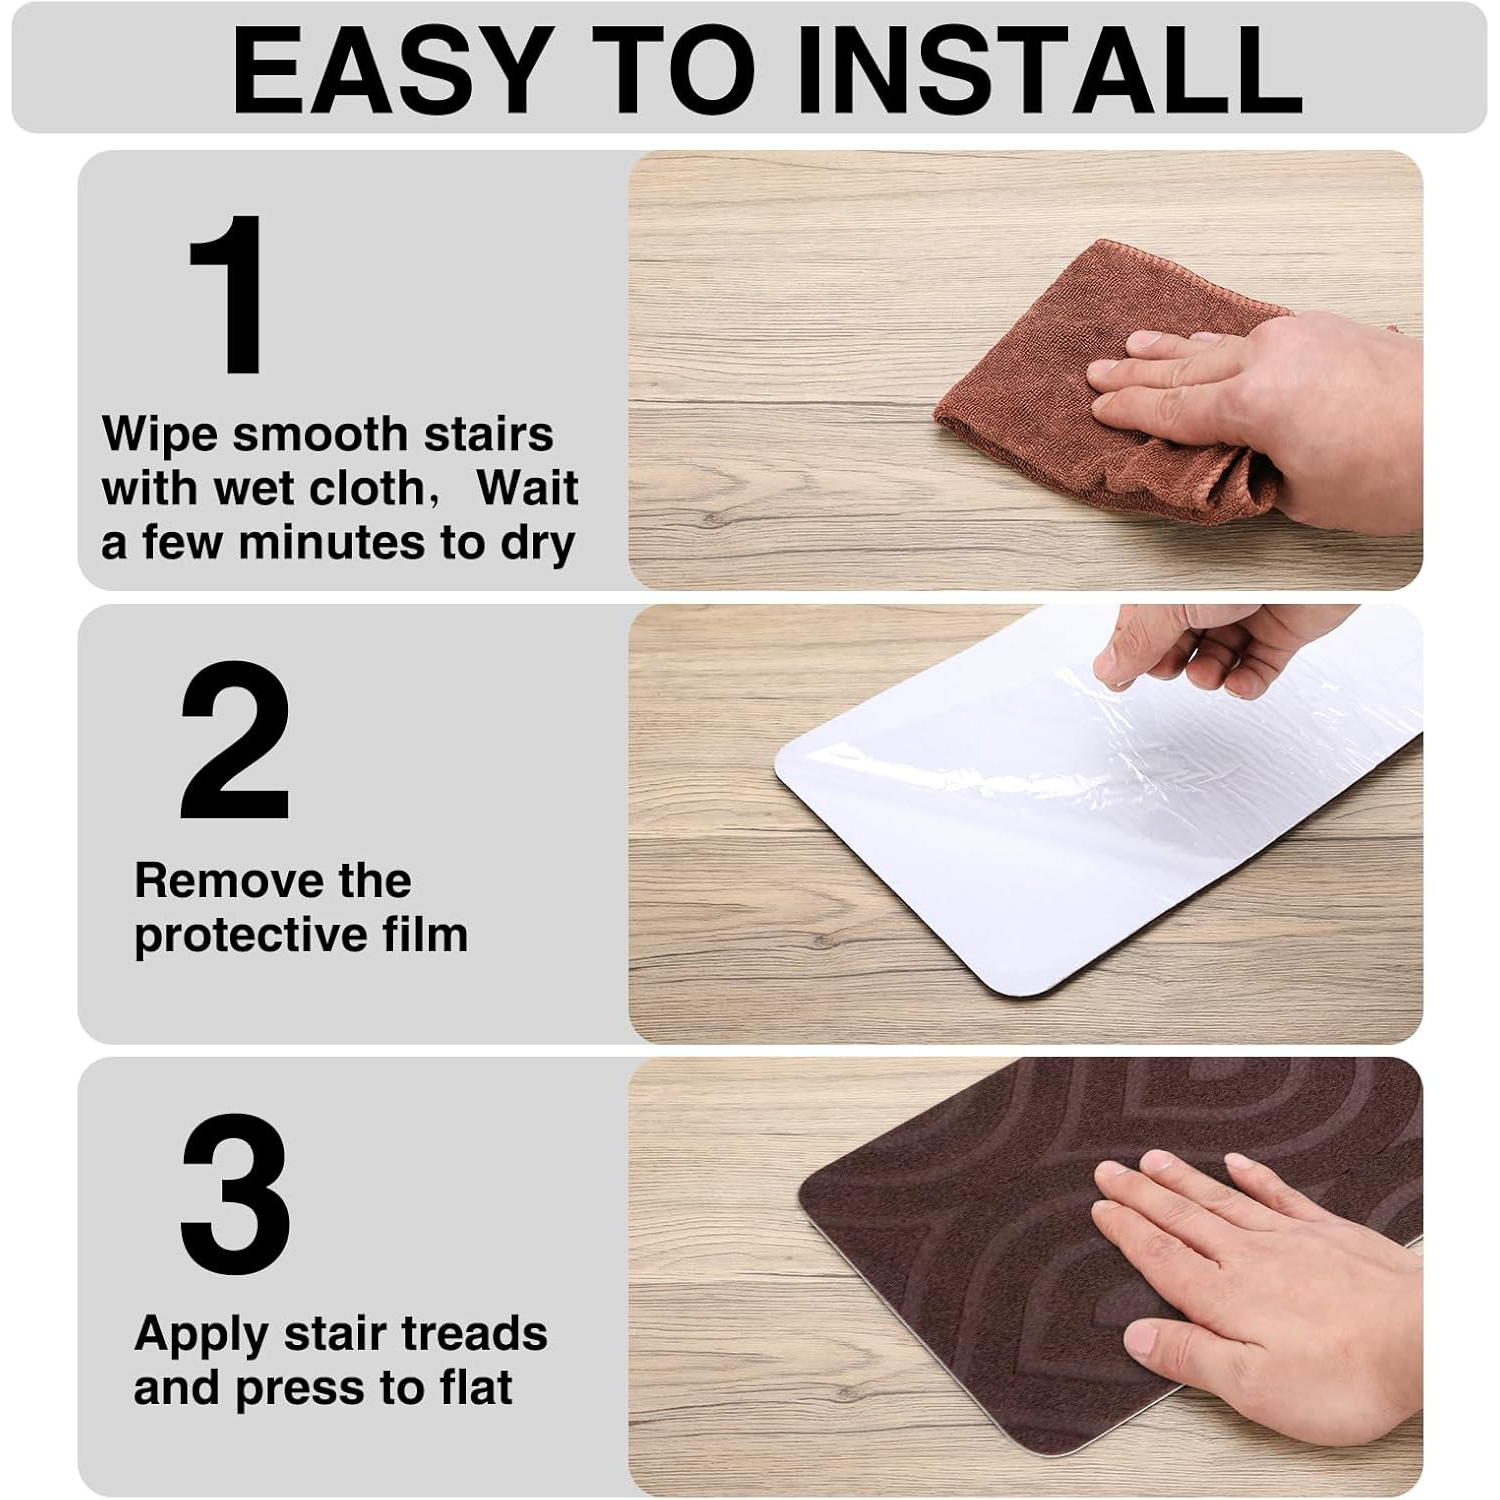 EASY TO INSTALL
1
Wipe smooth stairs
with wet cloth， Wait
a few minutes to dry
2
Remove the
protective film
3
Apply stair treads
and press to flat